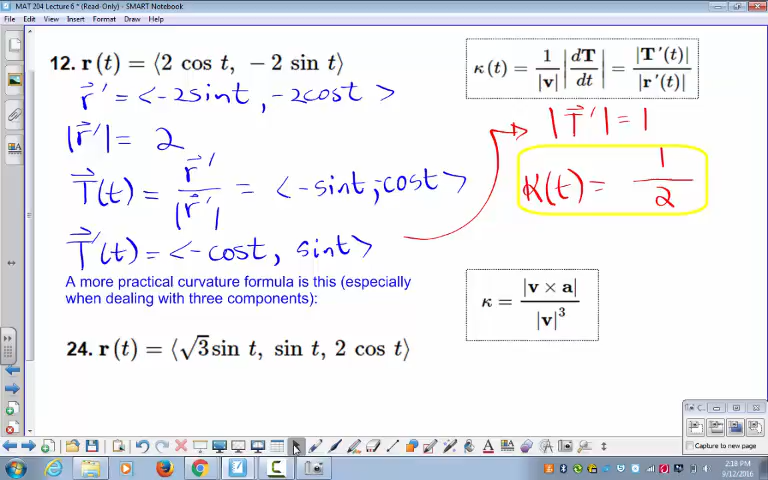 MAT 204 Lecture 6 * (Read-Only) - SMART Notebook
File Edit View Insert Format Draw Help
12. r (t) = ⟨2 cos t, − 2 sin t⟩
κ (t) = 1/|v| |dT/dt| = |T ′(t)|/|r ′(t)|
r⃗ ′ = <-2sint, -2cost >
|r⃗ ′| = 2
|T⃗ ′| = 1
T⃗(t) = r⃗ ′/|r⃗ ′| = <-sint, -cost >
K(t) = 1/2
T⃗ ′(t) = <-cost, sint>
A more practical curvature formula is this (especially
when dealing with three components):
κ = |v × a|/|v|³
24. r (t) = ⟨√3 sin t, sin t, 2 cos t⟩
Capture to new page
2:18 PM
9/12/2016